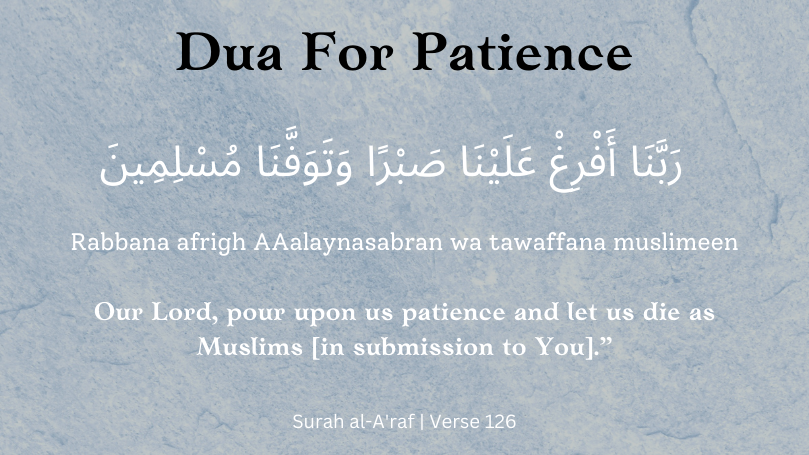 Dua For Patience
رَبَّنَا أَفْرِغْ عَلَيْنَا صَبْرًا وَتَوَفَّنَا مُسْلِمِينَ
Rabbana afrigh AAalaynasabran wa tawaffana muslimeen
Our Lord, pour upon us patience and let us die as
Muslims [in submission to You].”
Surah al-A'raf | Verse 126